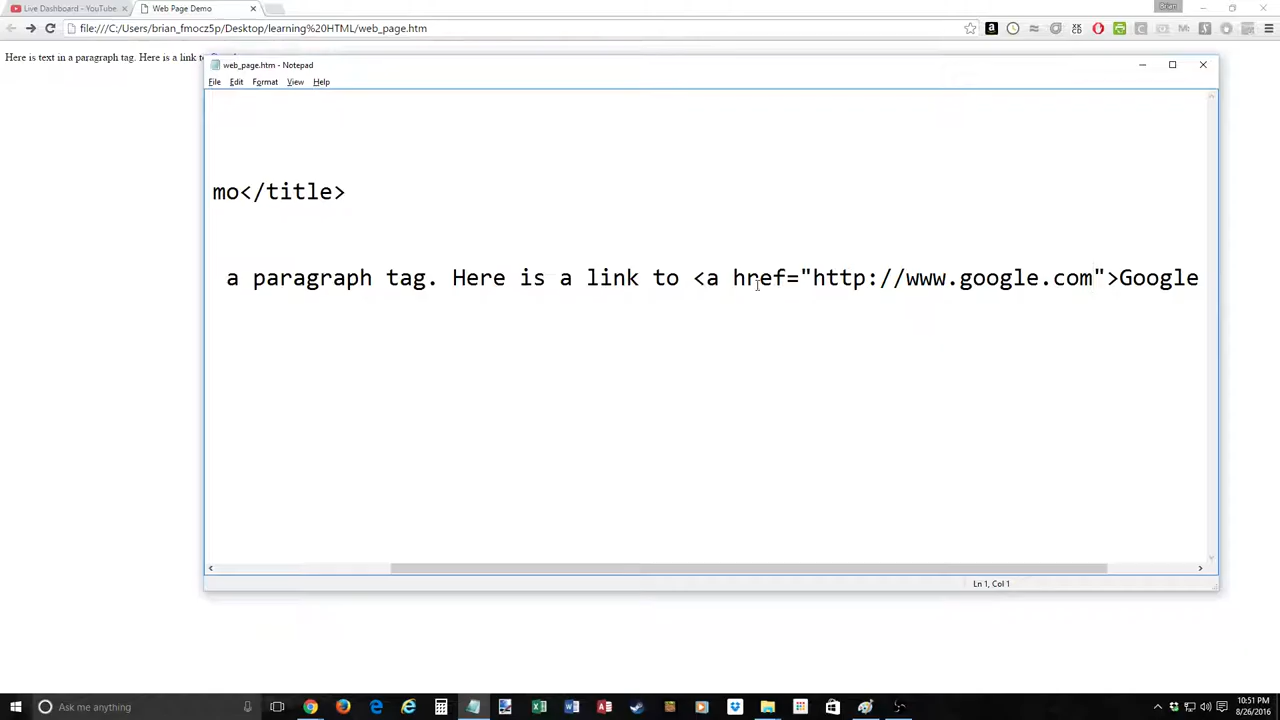 Live Dashboard - YouTube
Web Page Demo
Brian
file:///C:/Users/brian_fmocz5p/Desktop/learning%20HTML/web_page.htm
Here is text in a paragraph tag. Here is a link to
web_page.htm - Notepad
File Edit Format View Help
mo</title>
a paragraph tag. Here is a link to <a href="http://www.google.com">Google
Ln 1, Col 1
Ask me anything
10:51 PM
8/26/2016